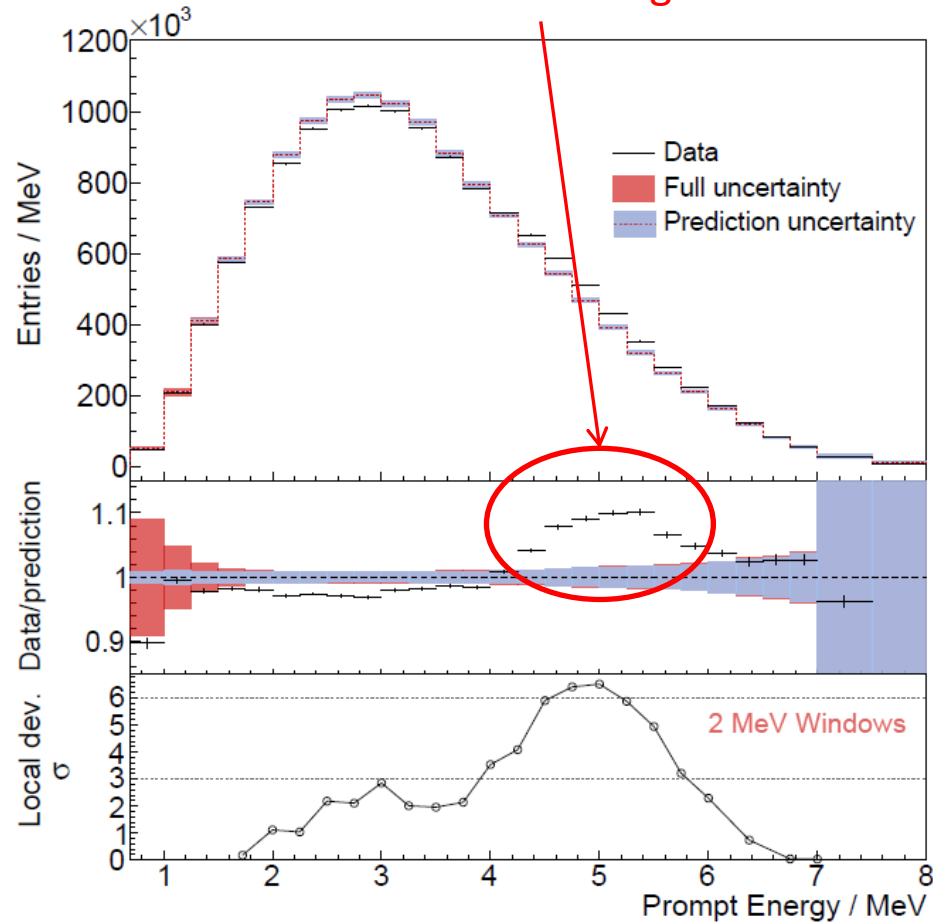 ×10³
1200
1000
800
600
400
200
0
Entries / MeV
Data
Full uncertainty
Prediction uncertainty
1.1
1
0.9
Data/prediction
6
5
4
3
2
1
0
Local dev.
σ
2 MeV Windows
1 2 3 4 5 6 7 8
Prompt Energy / MeV